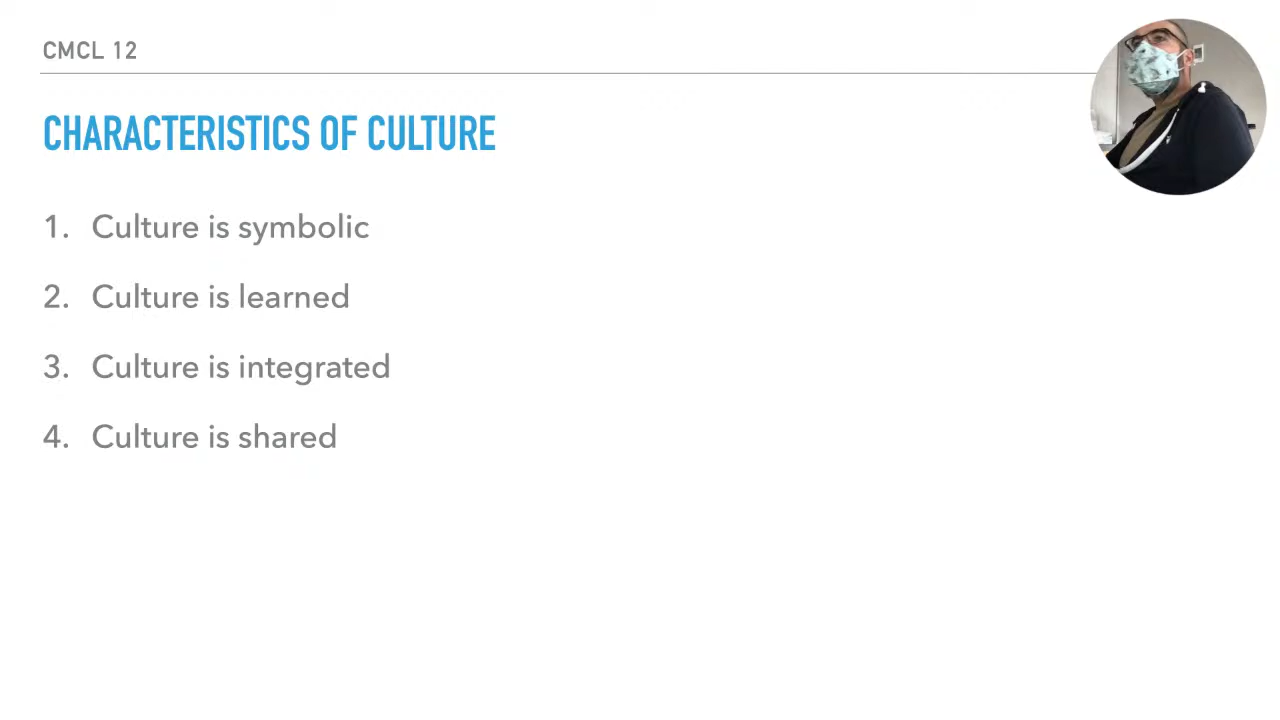 CMCL 12
CHARACTERISTICS OF CULTURE
1. Culture is symbolic
2. Culture is learned
3. Culture is integrated
4. Culture is shared